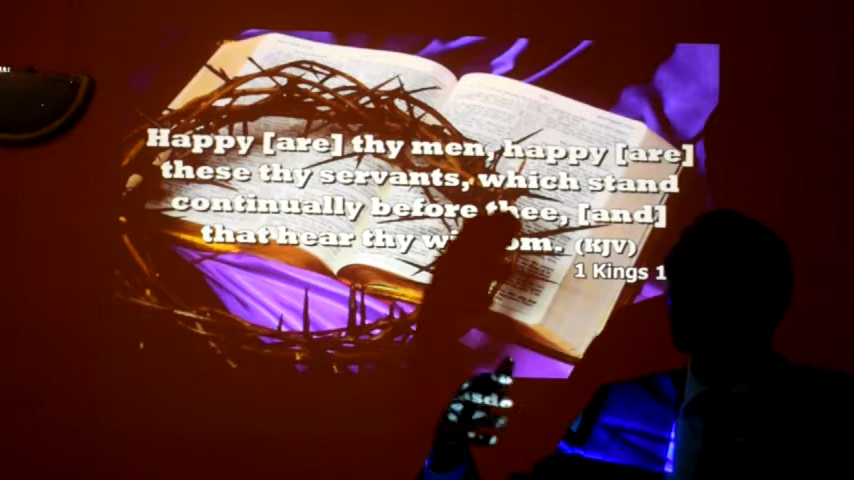 Happy [are] thy men, happy [are]
these thy servants, which stand
continually before thee, [and]
that hear thy (KJV)
1 Kings 1